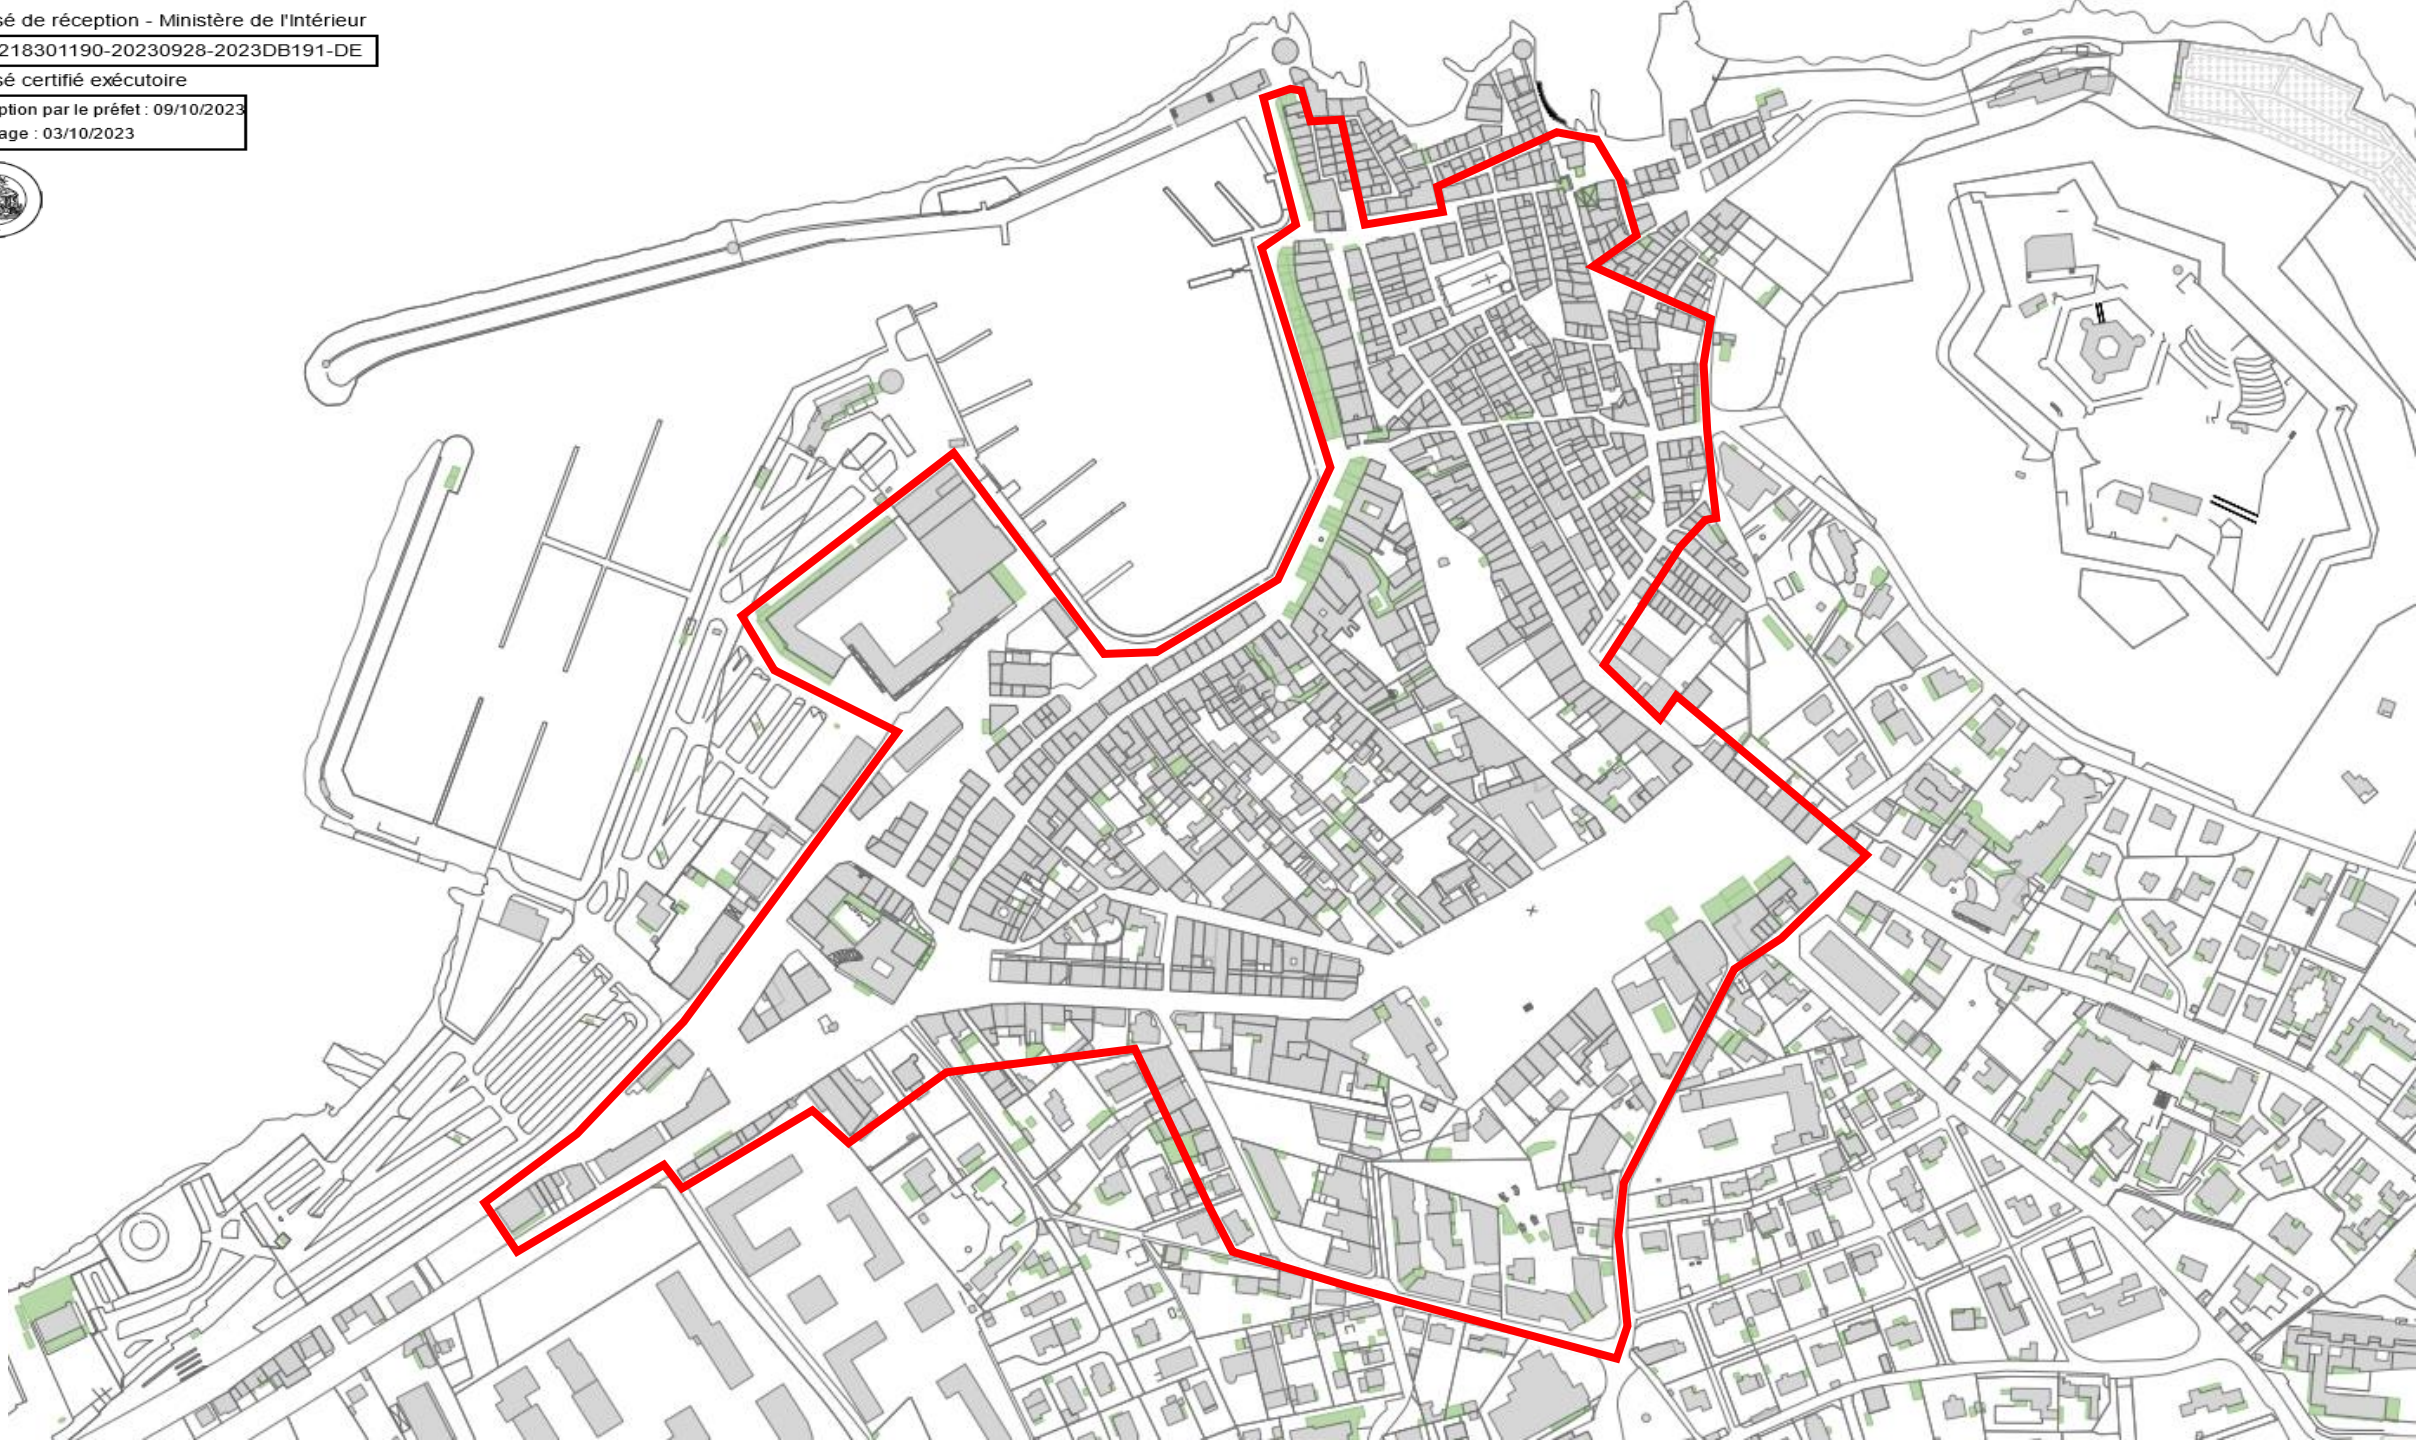 sé de réception - Ministère de l'Intérieur
218301190-20230928-2023DB191-DE
sé certifié exécutoire
ption par le préfet : 09/10/2023
age : 03/10/2023